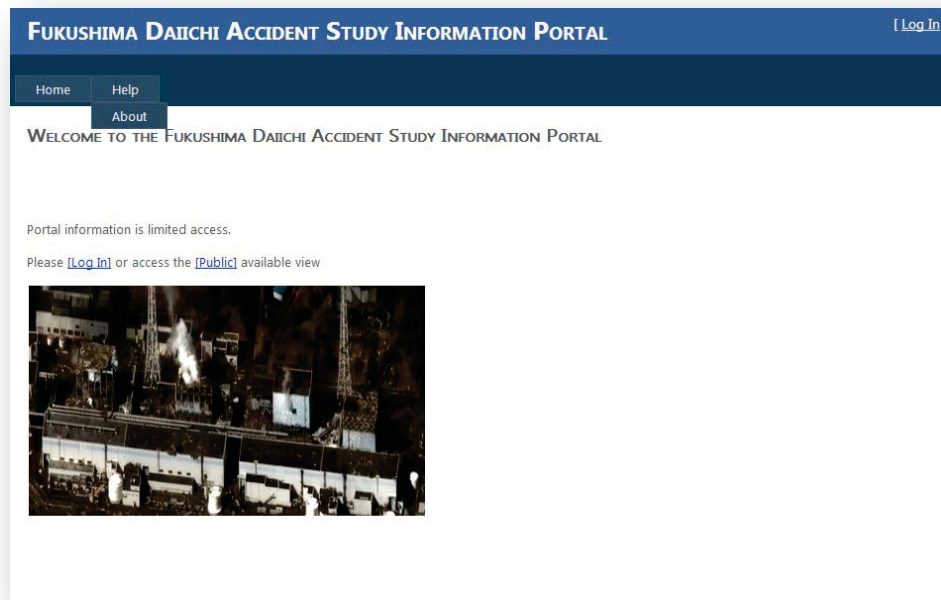 FUKUSHIMA DAIICHI ACCIDENT STUDY INFORMATION PORTAL
[ Log In
Home Help
About
WELCOME TO THE FUKUSHIMA DAIICHI ACCIDENT STUDY INFORMATION PORTAL
Portal information is limited access.
Please [Log In] or access the [Public] available view